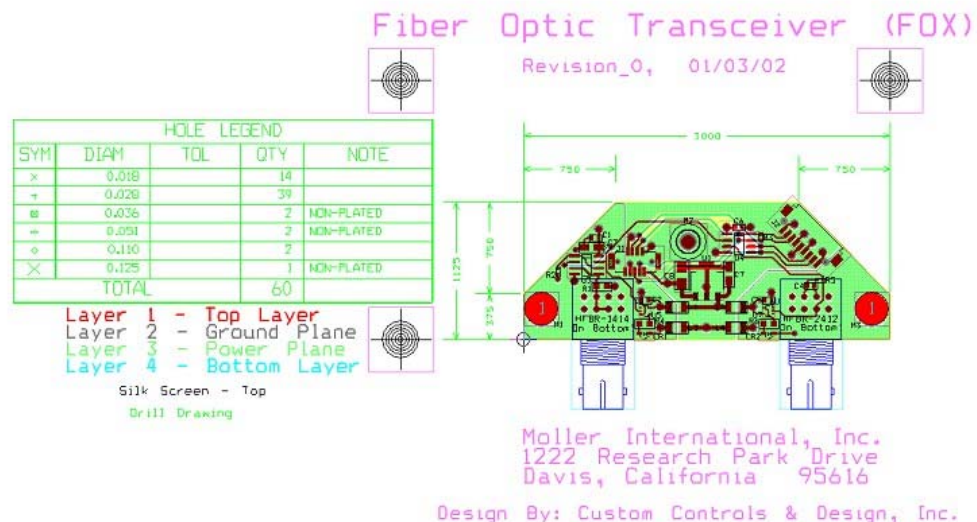 Fiber Optic Transceiver (FOX)
Revision_0, 01/03/02
HOLE LEGEND
SYM DIAM TOL QTY NOTE
× 0.018 14
+ 0.028 39
0.036 2 NON-PLATED
0.051 2 NON-PLATED
◇ 0.110 2
× 0.125 1 NON-PLATED
TOTAL 60
Layer 1 - Top Layer
Layer 2 - Ground Plane
Layer 3 - Power Plane
Layer 4 - Bottom Layer
Silk Screen - Top
Drill Drawing
3000
750 750
1125 750
375
1 1
HFBR-1414 HFBR-2412
In Bottom In Bottom
Moller International, Inc.
1222 Research Park Drive
Davis, California 95616
Design By: Custom Controls & Design, Inc.